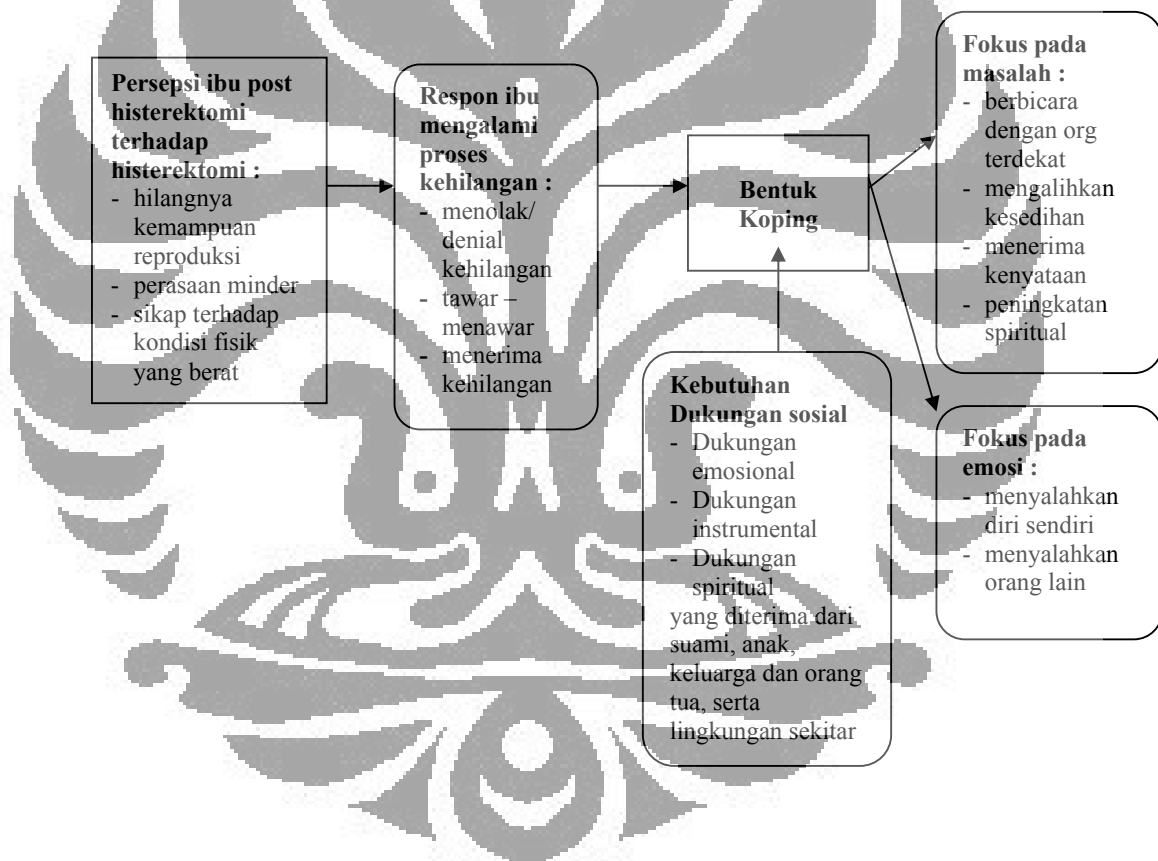 Persepsi ibu post
histerektomi
terhadap
histerektomi :
- hilangnya
kemampuan
reproduksi
- perasaan minder
- sikap terhadap
kondisi fisik
yang berat
Respon ibu
mengalami
proses
kehilangan :
- menolak/
denial
kehilangan
- tawar –
menawar
- menerima
kehilangan
Bentuk
Koping
Kebutuhan
Dukungan sosial
- Dukungan
emosional
- Dukungan
instrumental
- Dukungan
spiritual
yang diterima dari
suami, anak,
keluarga dan orang
tua, serta
lingkungan sekitar
Fokus pada
masalah :
- berbicara
dengan org
terdekat
- mengalihkan
kesedihan
- menerima
kenyataan
- peningkatan
spiritual
Fokus pada
emosi :
- menyalahkan
diri sendiri
- menyalahkan
orang lain